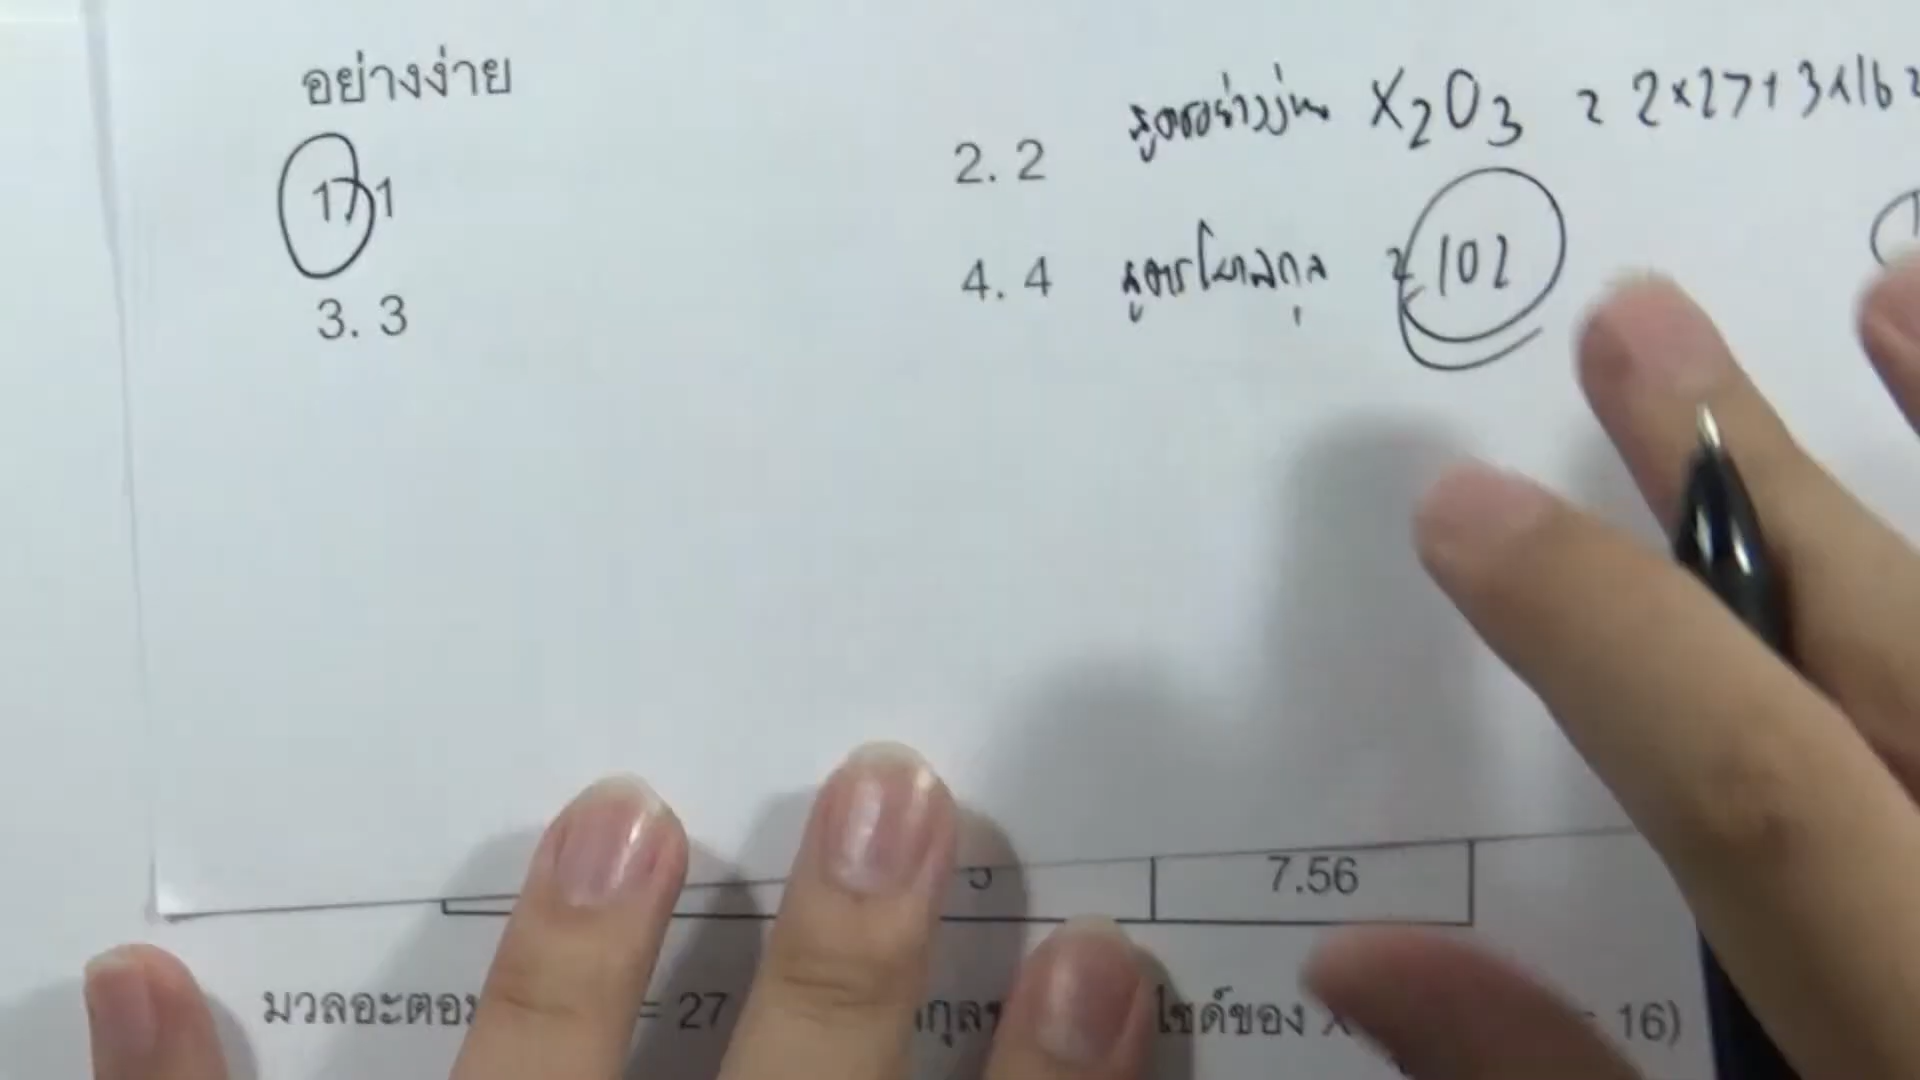 อย่างง่าย
สูตรอย่างง่าย X2O3 = 2×27+3×16 =
1. 1
2. 2
สูตรโมเลกุล = 102
3. 3
4. 4
5 7.56
มวลอะตอม = 27 ไซด์ของ X 16)